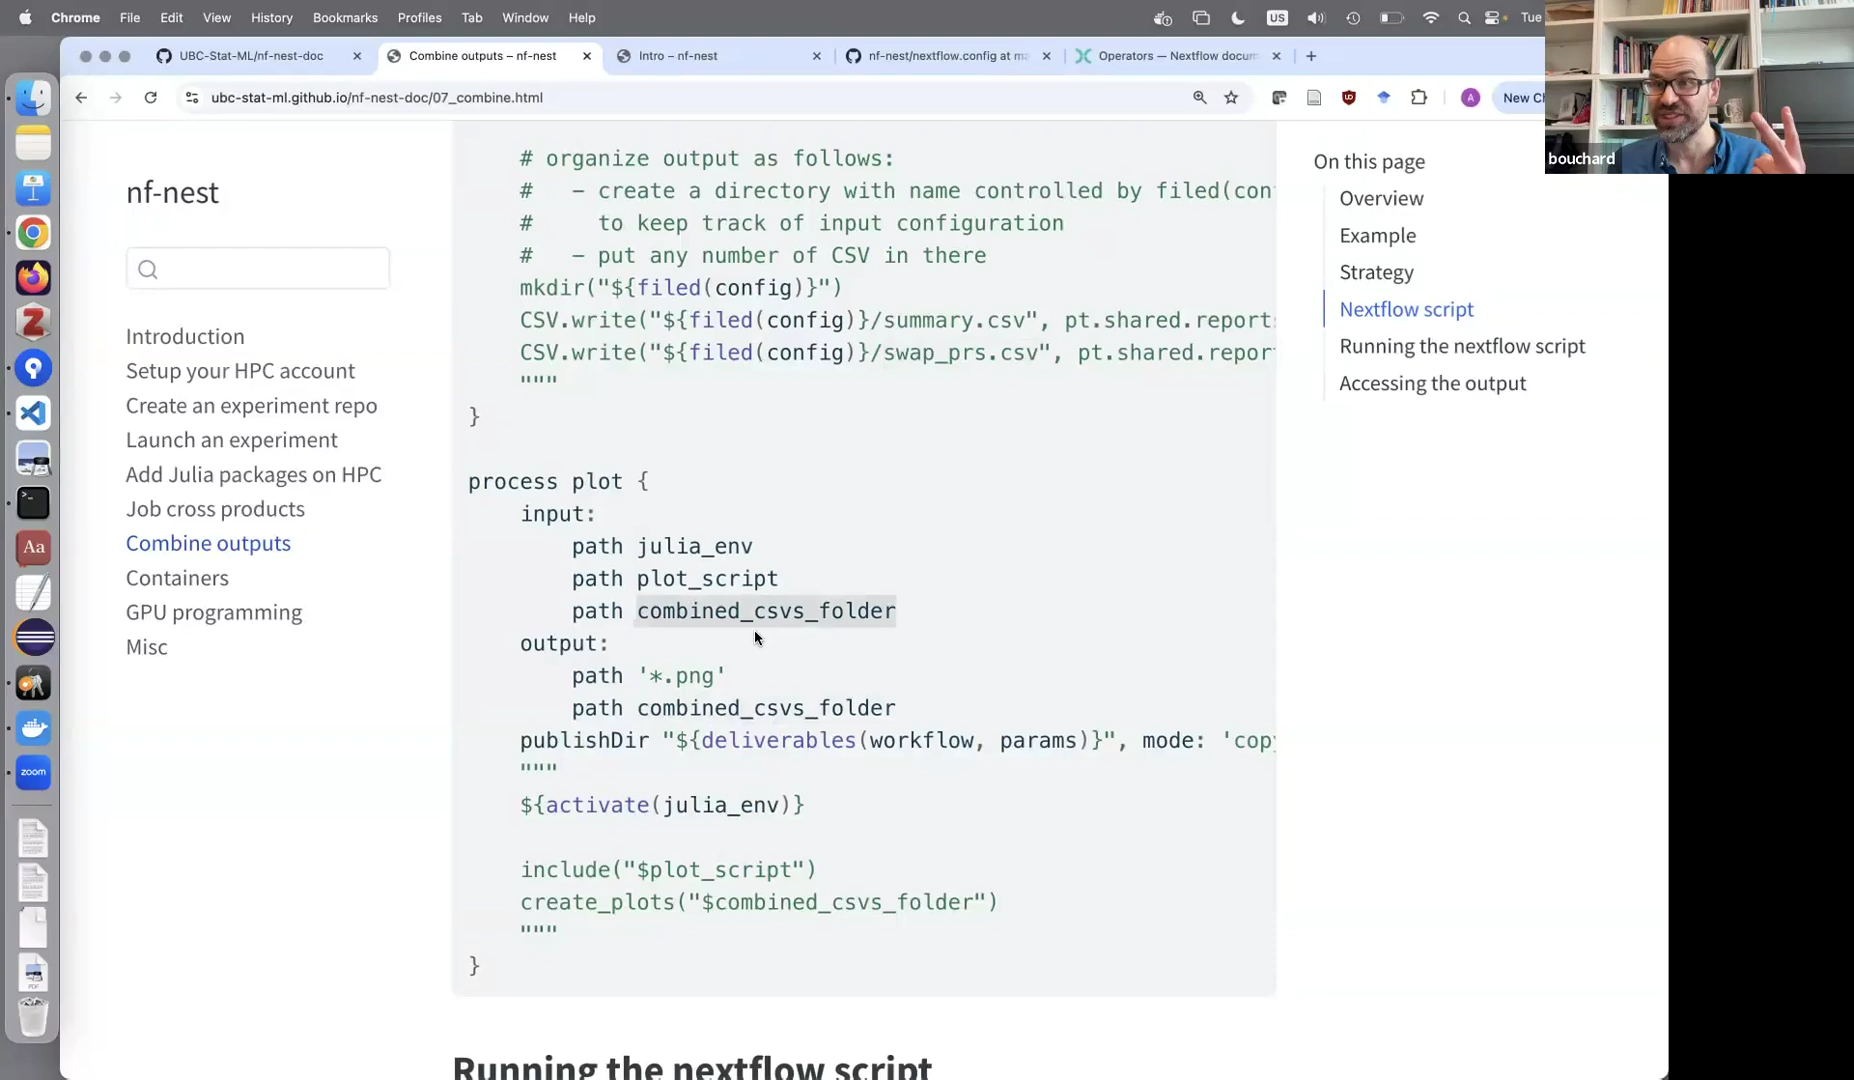 Chrome File Edit View History Bookmarks Profiles Tab Window Help US Tue
UBC-Stat-ML/nf-nest-doc Combine outputs – nf-nest Intro – nf-nest nf-nest/nextflow.config at ma Operators — Nextflow docum
ubc-stat-ml.github.io/nf-nest-doc/07_combine.html A New Ch
bouchard
nf-nest
Introduction
Setup your HPC account
Create an experiment repo
Launch an experiment
Add Julia packages on HPC
Job cross products
Combine outputs
Containers
GPU programming
Misc
# organize output as follows:
#   - create a directory with name controlled by filed(con
#     to keep track of input configuration
#   - put any number of CSV in there
mkdir("${filed(config)}")
CSV.write("${filed(config)}/summary.csv", pt.shared.reports
CSV.write("${filed(config)}/swap_prs.csv", pt.shared.repor
"""
}
process plot {
input:
path julia_env
path plot_script
path combined_csvs_folder
output:
path '*.png'
path combined_csvs_folder
publishDir "${deliverables(workflow, params)}", mode: 'copy
"""
${activate(julia_env)}
include("$plot_script")
create_plots("$combined_csvs_folder")
"""
}
Running the nextflow script
On this page
Overview
Example
Strategy
Nextflow script
Running the nextflow script
Accessing the output
Aa
zoom
PDF